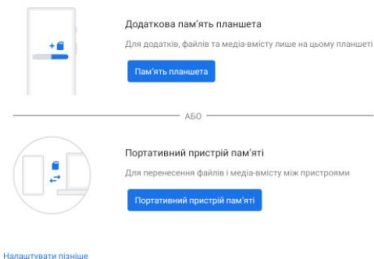 Додаткова пам'ять планшета
Для додатків, файлів та медіа-вмісту лише на цьому планшеті
Пам'ять планшета
АБО
Портативний пристрій пам'яті
Для перенесення файлів і медіа-вмісту між пристроями
Портативний пристрій пам'яті
Налаштувати пізніше